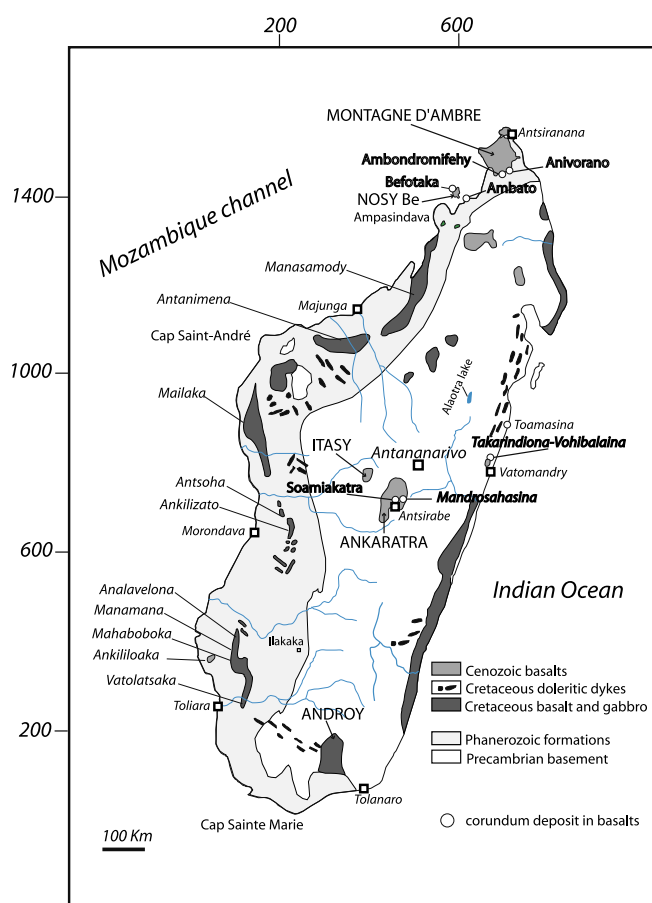 200
600
MONTAGNE D'AMBRE
Antsiranana
Ambondromifehy
Anivorano
Befotaka
Ambato
NOSY Be
Ampasindava
1400
Mozambique channel
Manasamody
Antanimena
Majunga
Cap Saint-André
1000
Mailaka
Alaotra lake
Toamasina
Takarindiona-Vohibalaina
ITASY
Antananarivo
Vatomandry
Antsoha
Soamiakatra
Mandrosahasina
Ankilizato
Antsirabe
Morondava
ANKARATRA
600
Indian Ocean
Analavelona
Manamana
Mahaboboka
Ilakaka
Ankililoaka
Vatolatsaka
Toliara
ANDROY
200
Cenozoic basalts
Cretaceous doleritic dykes
Cretaceous basalt and gabbro
Phanerozoic formations
Precambrian basement
Tolanaro
Cap Sainte Marie
corundum deposit in basalts
100 Km